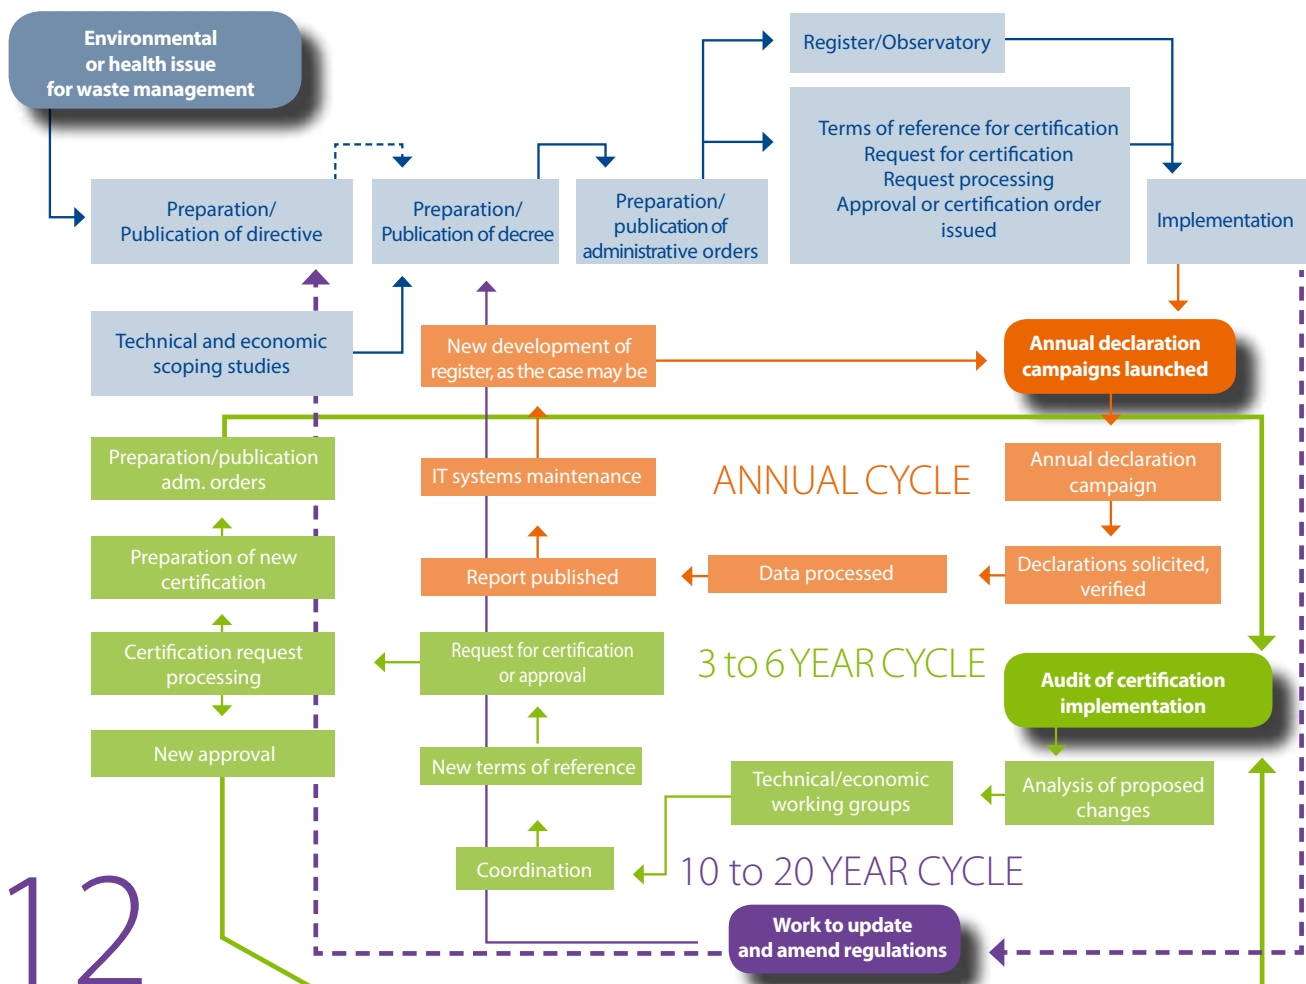 Environmental
or health issue
for waste management
Register/Observatory
Terms of reference for certification
Request for certification
Request processing
Approval or certification order
issued
Preparation/
Publication of directive
Preparation/
Publication of decree
Preparation/
publication of
administrative orders
Implementation
Technical and economic
scoping studies
New development of
register, as the case may be
Annual declaration
campaigns launched
Preparation/publication
adm. orders
IT systems maintenance
ANNUAL CYCLE
Annual declaration
campaign
Preparation of new
certification
Report published
Data processed
Declarations solicited,
verified
Certification request
processing
Request for certification
or approval
3 to 6 YEAR CYCLE
Audit of certification
implementation
New approval
New terms of reference
Technical/economic
working groups
Analysis of proposed
changes
Coordination
10 to 20 YEAR CYCLE
Work to update
and amend regulations
12